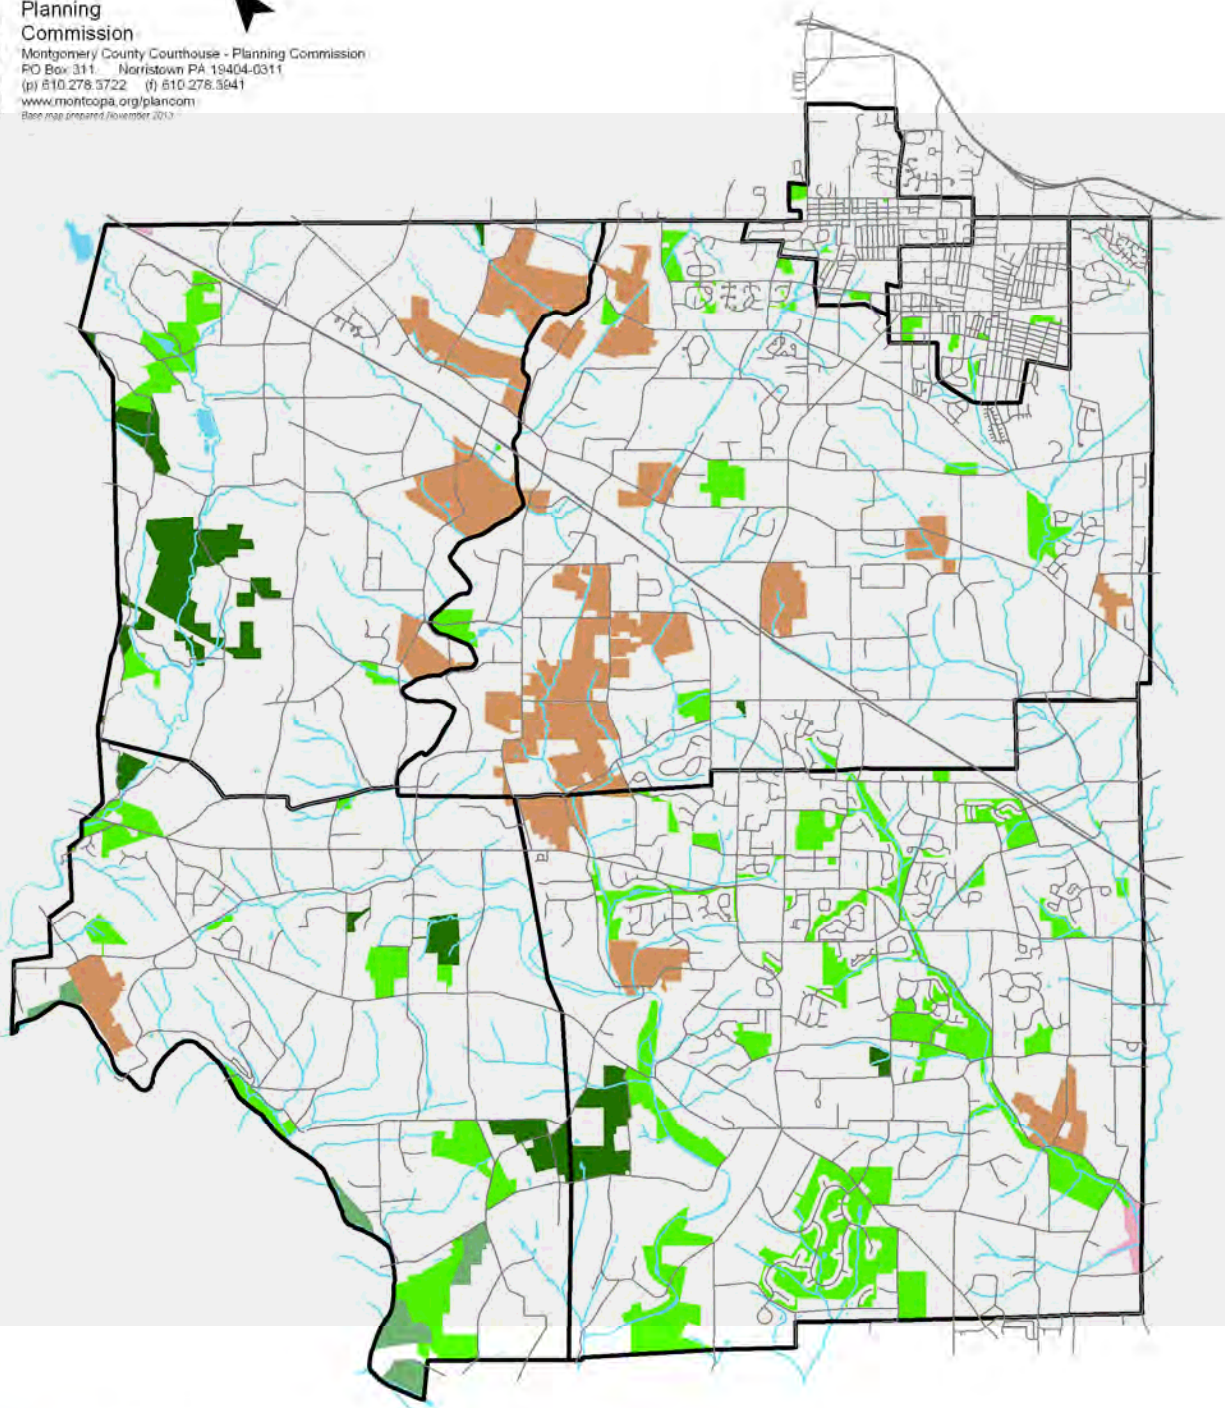 Planning
Commission
Montgomery County Courthouse - Planning Commission
PO Box 311 Norristown PA 19404-0311
(p) 610.278.3722 (f) 610.278.3941
www.montcopa.org/plancom
Base map prepared November 2013